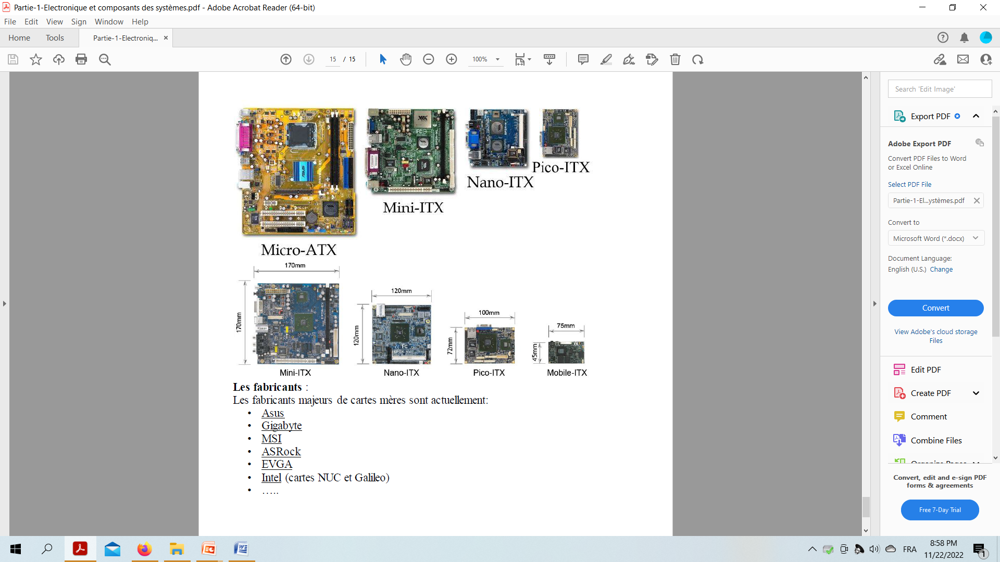 Partie-1-Electronique et composants des systèmes.pdf - Adobe Acrobat Reader (64-bit)
File Edit View Sign Window Help
Home Tools Partie-1-Electroniq... ×
15 / 15 100%
Search 'Edit Image'
Export PDF
Adobe Export PDF
Convert PDF Files to Word
or Excel Online
Select PDF File
Partie-1-El...ystèmes.pdf
Convert to
Microsoft Word (*.docx)
Document Language:
English (U.S.) Change
Convert
View Adobe's cloud storage
Files
Edit PDF
Create PDF
Comment
Combine Files
Organize Pages
Convert, edit and e-sign PDF
forms & agreements
Free 7-Day Trial
Pico-ITX
Nano-ITX
Mini-ITX
Micro-ATX
170mm
170mm
120mm
120mm
100mm
72mm
75mm
45mm
Mini-ITX Nano-ITX Pico-ITX Mobile-ITX
Les fabricants :
Les fabricants majeurs de cartes mères sont actuellement:
• Asus
• Gigabyte
• MSI
• ASRock
• EVGA
• Intel (cartes NUC et Galileo)
• …..
FRA
8:58 PM
11/22/2022
1